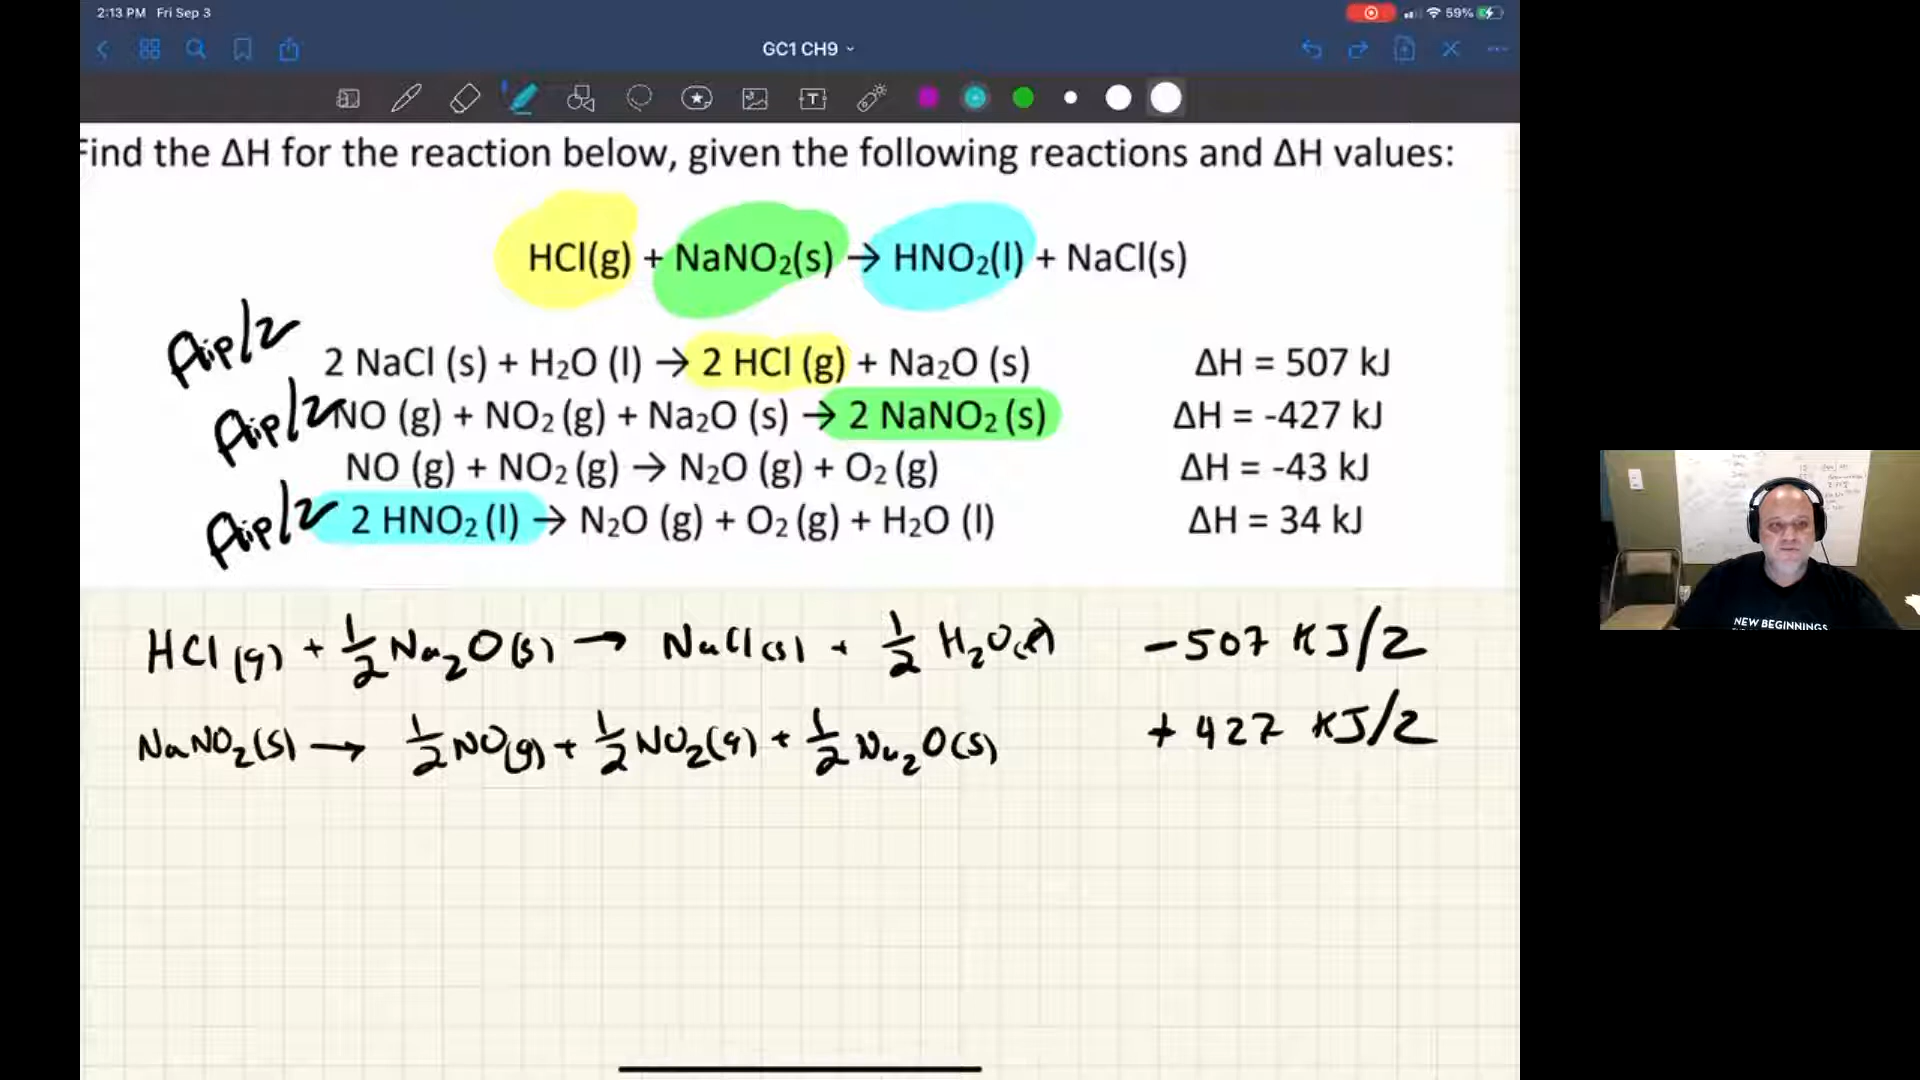 2:13 PM Fri Sep 3
59%
GC1 CH9
Find the ΔH for the reaction below, given the following reactions and ΔH values:
HCl(g) + NaNO₂(s) → HNO₂(l) + NaCl(s)
flip/2 2 NaCl (s) + H₂O (l) → 2 HCl (g) + Na₂O (s) ΔH = 507 kJ
flip/2 NO (g) + NO₂ (g) + Na₂O (s) → 2 NaNO₂ (s) ΔH = -427 kJ
NO (g) + NO₂ (g) → N₂O (g) + O₂ (g) ΔH = -43 kJ
flip/2 2 HNO₂ (l) → N₂O (g) + O₂ (g) + H₂O (l) ΔH = 34 kJ
HCl (g) + 1/2 Na₂O(s) → NaCl(s) + 1/2 H₂O(l) -507 KJ/2
NaNO₂(s) → 1/2 NO(g) + 1/2 NO₂(g) + 1/2 Na₂O(s) + 427 KJ/2
NEW BEGINNINGS